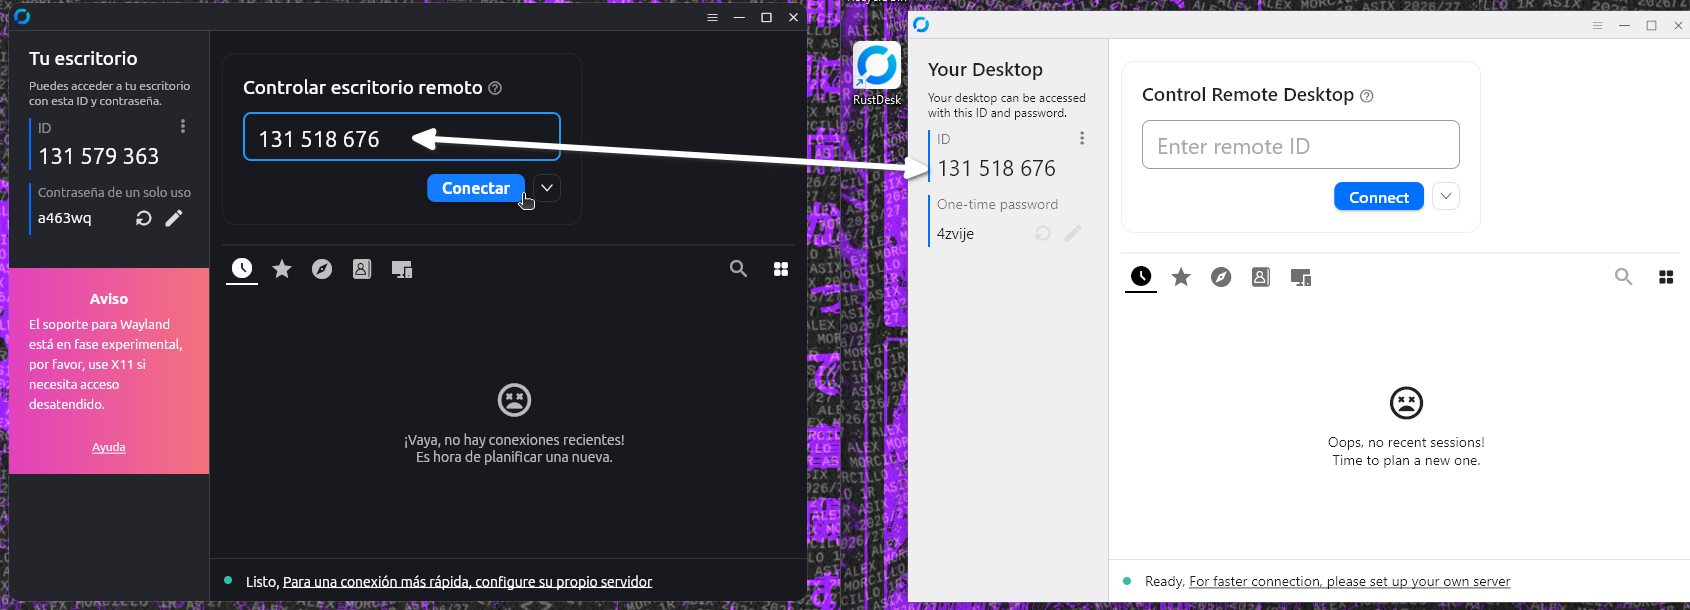 Tu escritorio
Puedes acceder a tu escritorio
con esta ID y contraseña.
ID
131 579 363
Contraseña de un solo uso
a463wq
Aviso
El soporte para Wayland
está en fase experimental,
por favor, use X11 si
necesita acceso
desatendido.
Ayuda
Controlar escritorio remoto
131 518 676
Conectar
¡Vaya, no hay conexiones recientes!
Es hora de planificar una nueva.
Listo, Para una conexión más rápida, configure su propio servidor
RustDesk
Your Desktop
Your desktop can be accessed
with this ID and password.
ID
131 518 676
One-time password
4zvije
Control Remote Desktop
Enter remote ID
Connect
Oops, no recent sessions!
Time to plan a new one.
Ready, For faster connection, please set up your own server